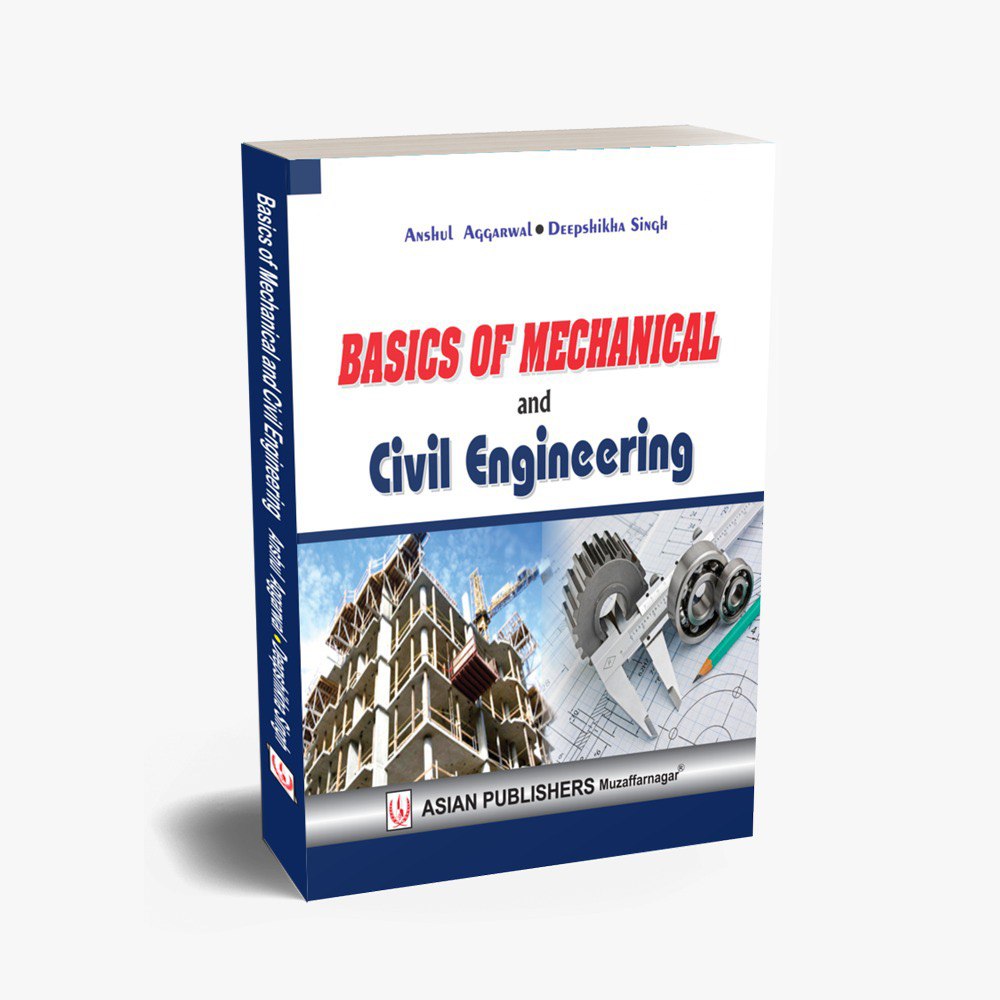 Anshul Aggarwal • Deepshikha Singh
BASICS OF MECHANICAL
and
Civil Engineering
ASIAN PUBLISHERS Muzaffarnagar®
Basics of Mechanical and Civil Engineering Anshul Aggarwal • Deepshikha Singh